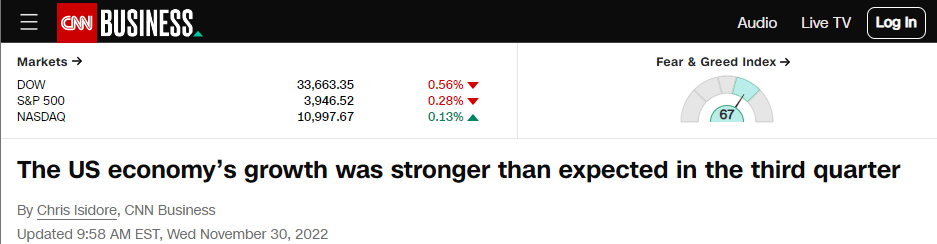 CNN BUSINESS
Audio
Live TV
Log In
Markets →
DOW 33,663.35 0.56% ▼
S&P 500 3,946.52 0.28% ▼
NASDAQ 10,997.67 0.13% ▲
Fear & Greed Index →
67
The US economy's growth was stronger than expected in the third quarter
By Chris Isidore, CNN Business
Updated 9:58 AM EST, Wed November 30, 2022